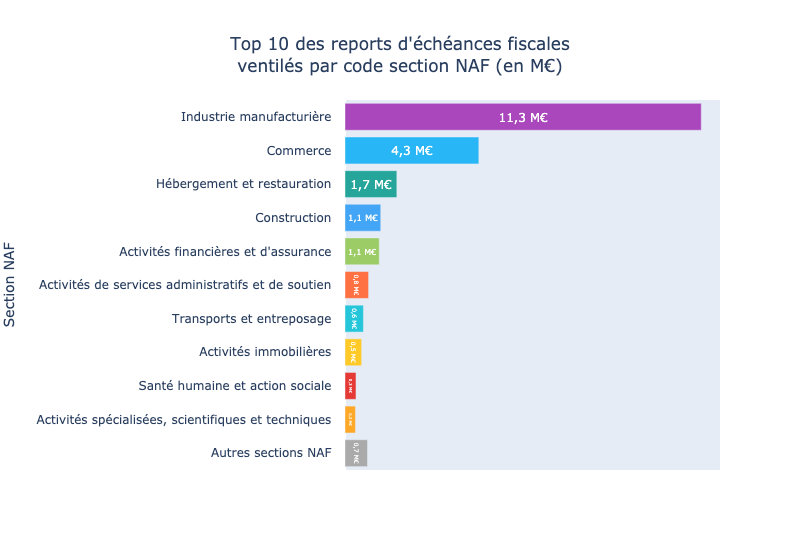 Top 10 des reports d'échéances fiscales
ventilés par code section NAF (en M€)
Section NAF
Industrie manufacturière 11,3 M€
Commerce 4,3 M€
Hébergement et restauration 1,7 M€
Construction 1,1 M€
Activités financières et d'assurance 1,1 M€
Activités de services administratifs et de soutien 0,8 M€
Transports et entreposage 0,6 M€
Activités immobilières 0,5 M€
Santé humaine et action sociale
Activités spécialisées, scientifiques et techniques
Autres sections NAF 0,7 M€